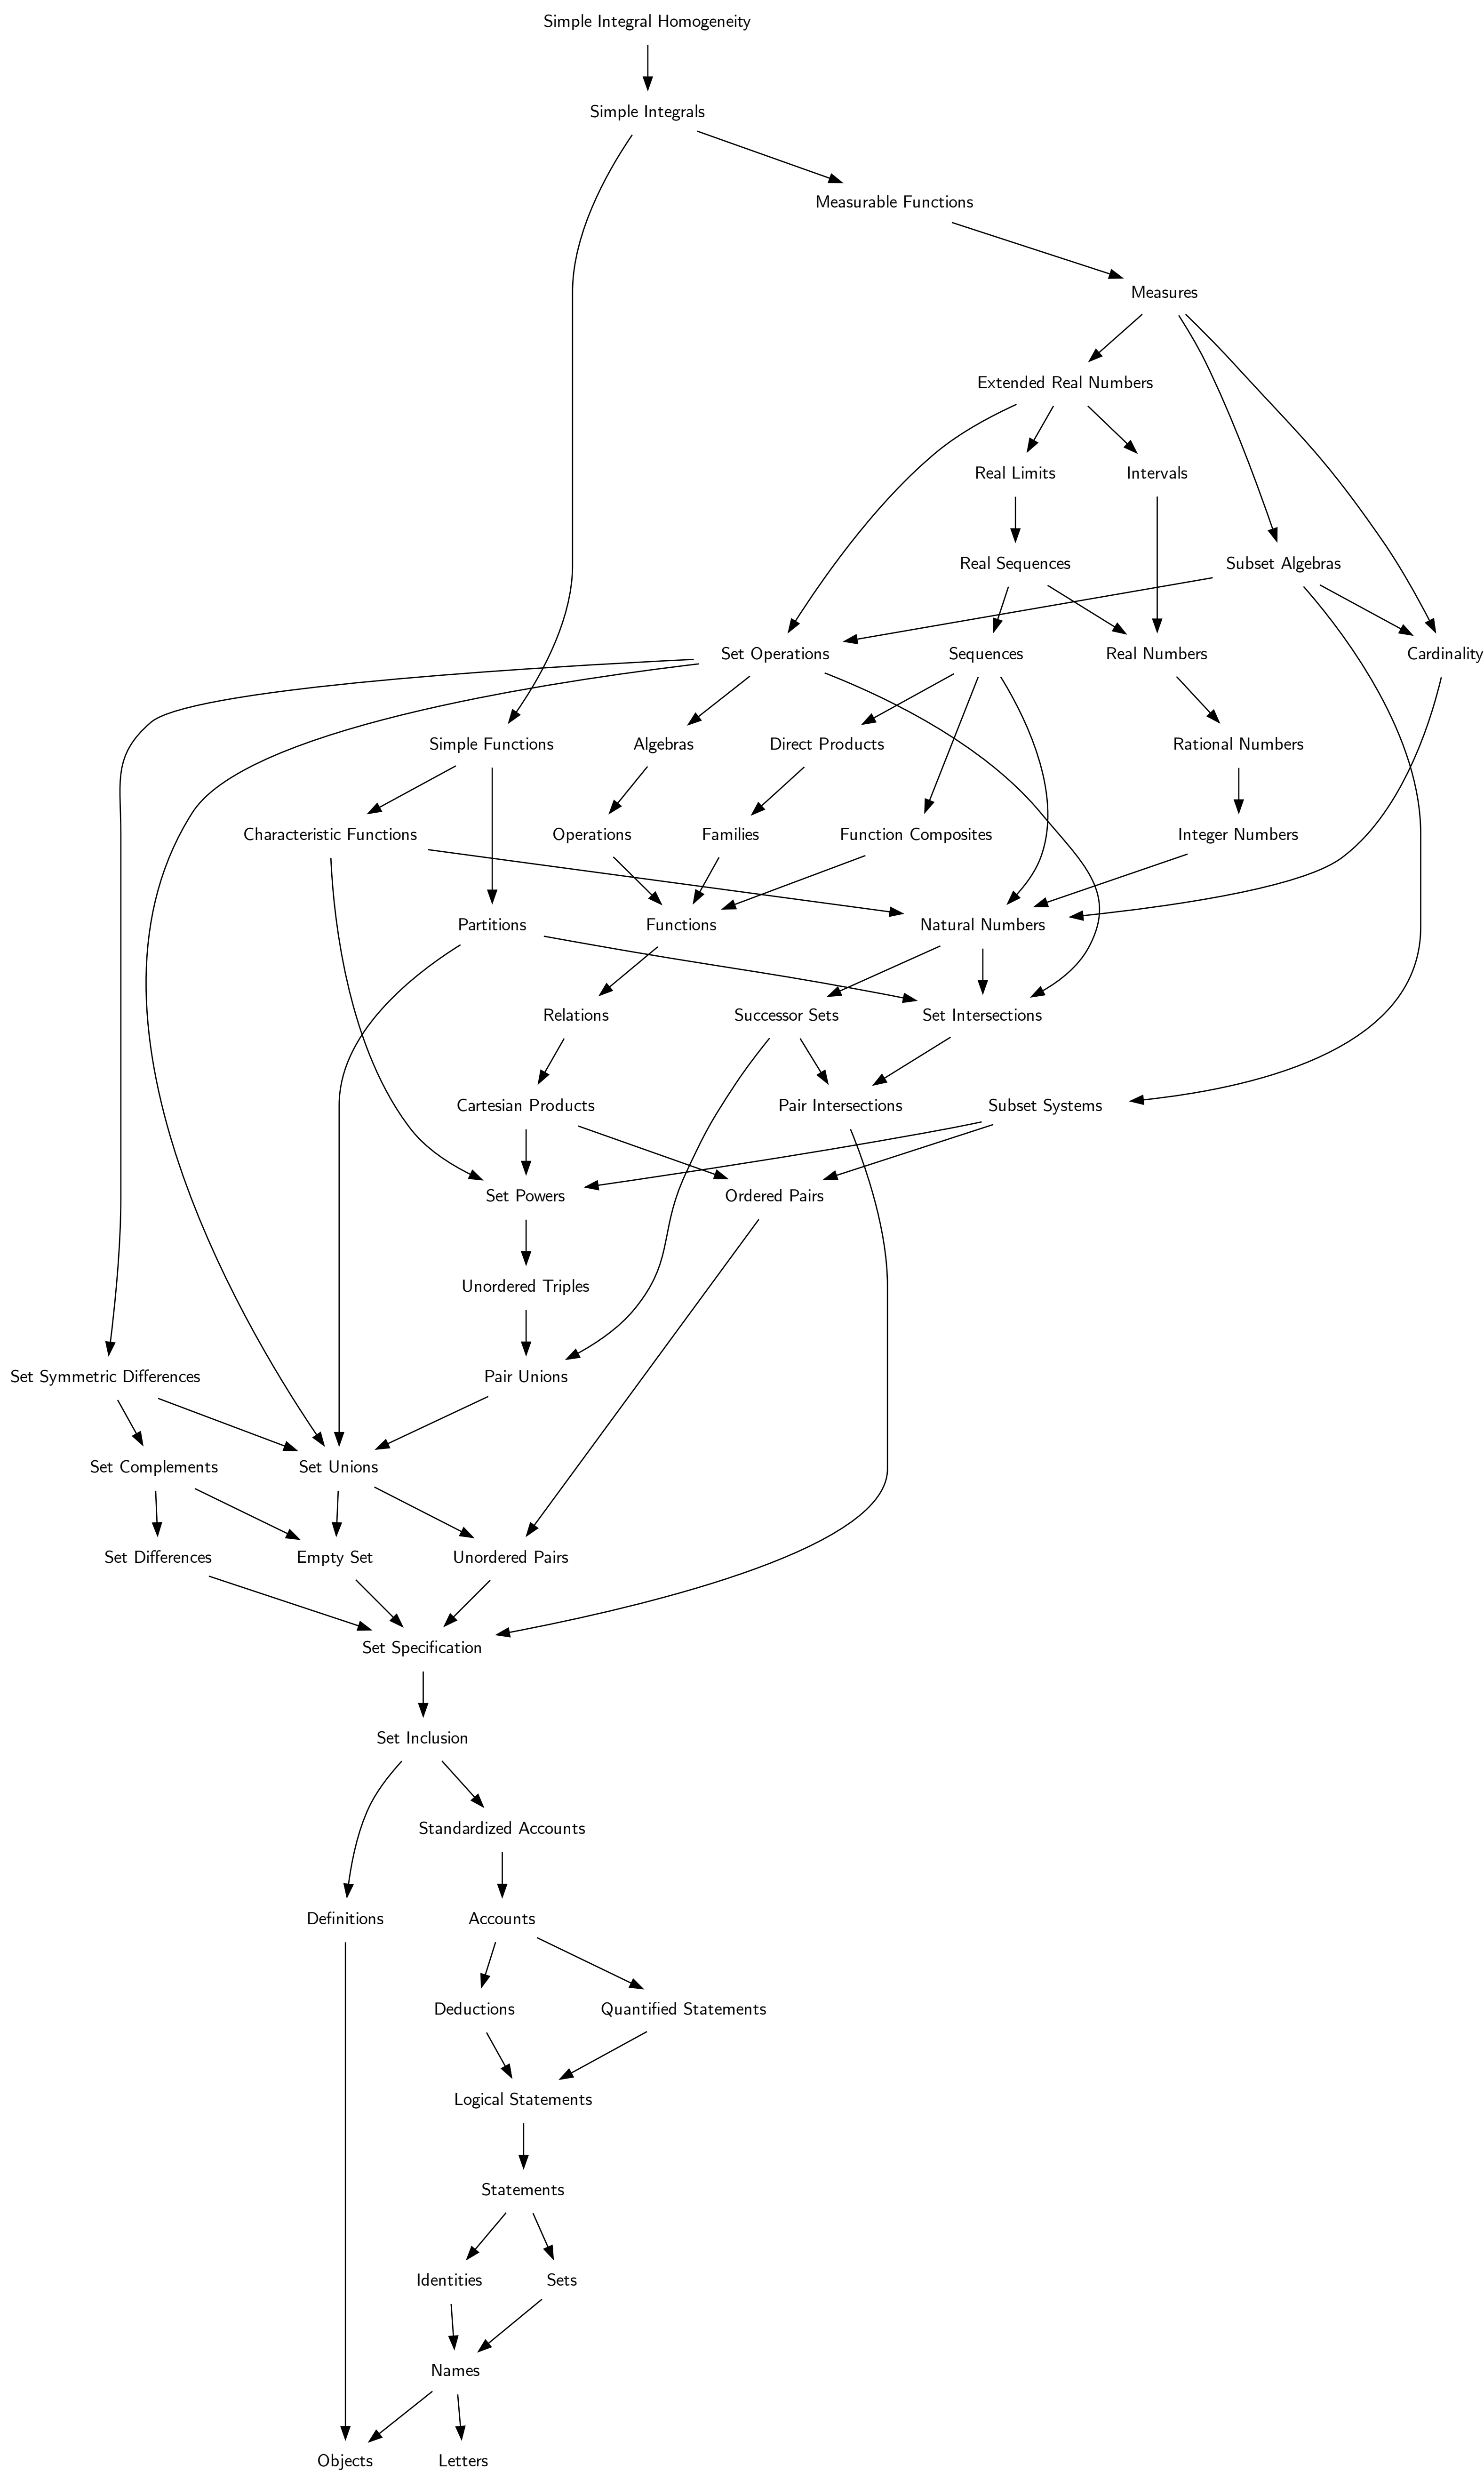 Simple Integral Homogeneity
Simple Integrals
Measurable Functions
Measures
Extended Real Numbers
Real Limits
Intervals
Real Sequences
Subset Algebras
Set Operations
Sequences
Real Numbers
Cardinality
Simple Functions
Algebras
Direct Products
Rational Numbers
Characteristic Functions
Operations
Families
Function Composites
Integer Numbers
Partitions
Functions
Natural Numbers
Relations
Successor Sets
Set Intersections
Cartesian Products
Pair Intersections
Subset Systems
Set Powers
Ordered Pairs
Unordered Triples
Set Symmetric Differences
Pair Unions
Set Complements
Set Unions
Set Differences
Empty Set
Unordered Pairs
Set Specification
Set Inclusion
Standardized Accounts
Definitions
Accounts
Deductions
Quantified Statements
Logical Statements
Statements
Identities
Sets
Names
Objects
Letters